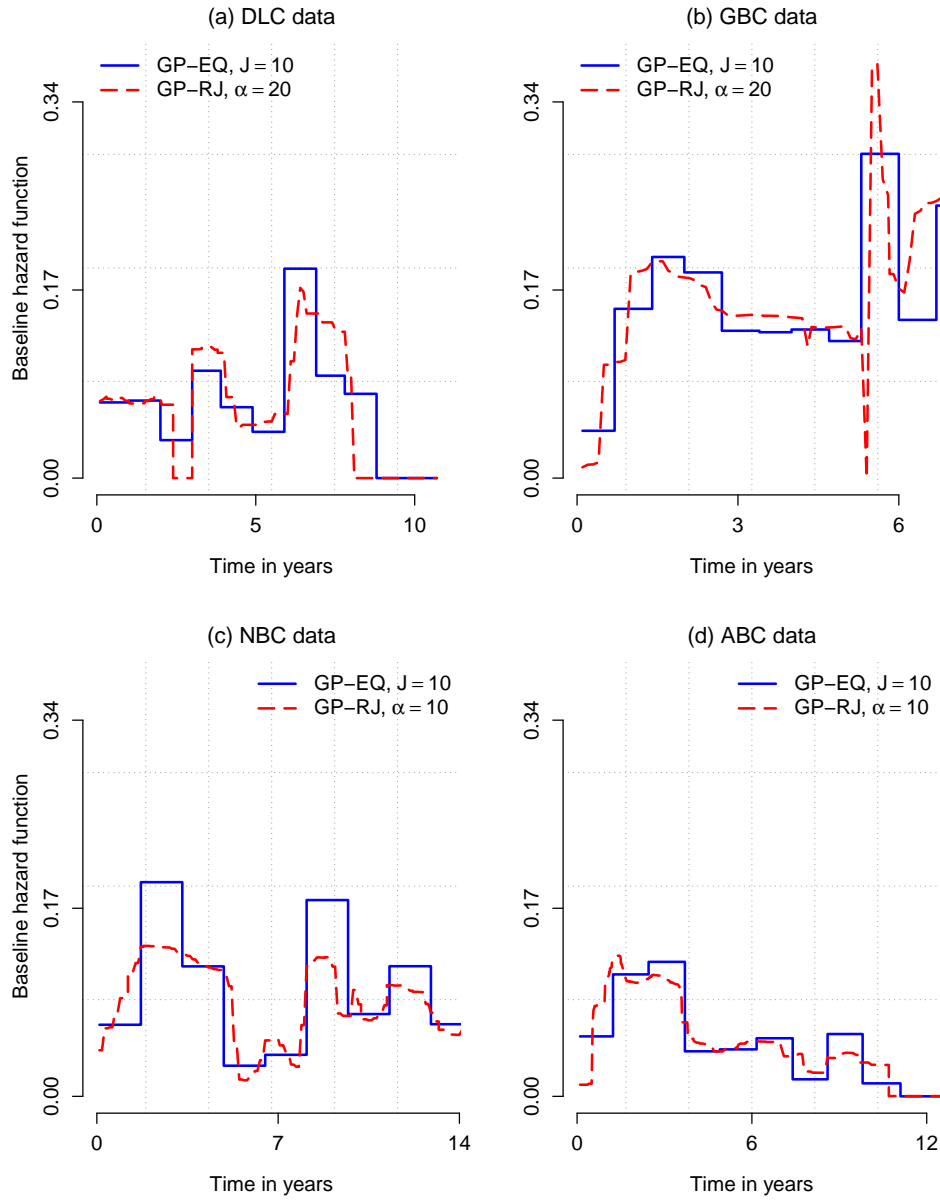 (a) DLC data
GP−EQ, J = 10
GP−RJ, α = 20
Baseline hazard function
0.00
0.17
0.34
0
5
10
Time in years
(b) GBC data
GP−EQ, J = 10
GP−RJ, α = 20
0.00
0.17
0.34
0
3
6
Time in years
(c) NBC data
GP−EQ, J = 10
GP−RJ, α = 10
Baseline hazard function
0.00
0.17
0.34
0
7
14
Time in years
(d) ABC data
GP−EQ, J = 10
GP−RJ, α = 10
0.00
0.17
0.34
0
6
12
Time in years